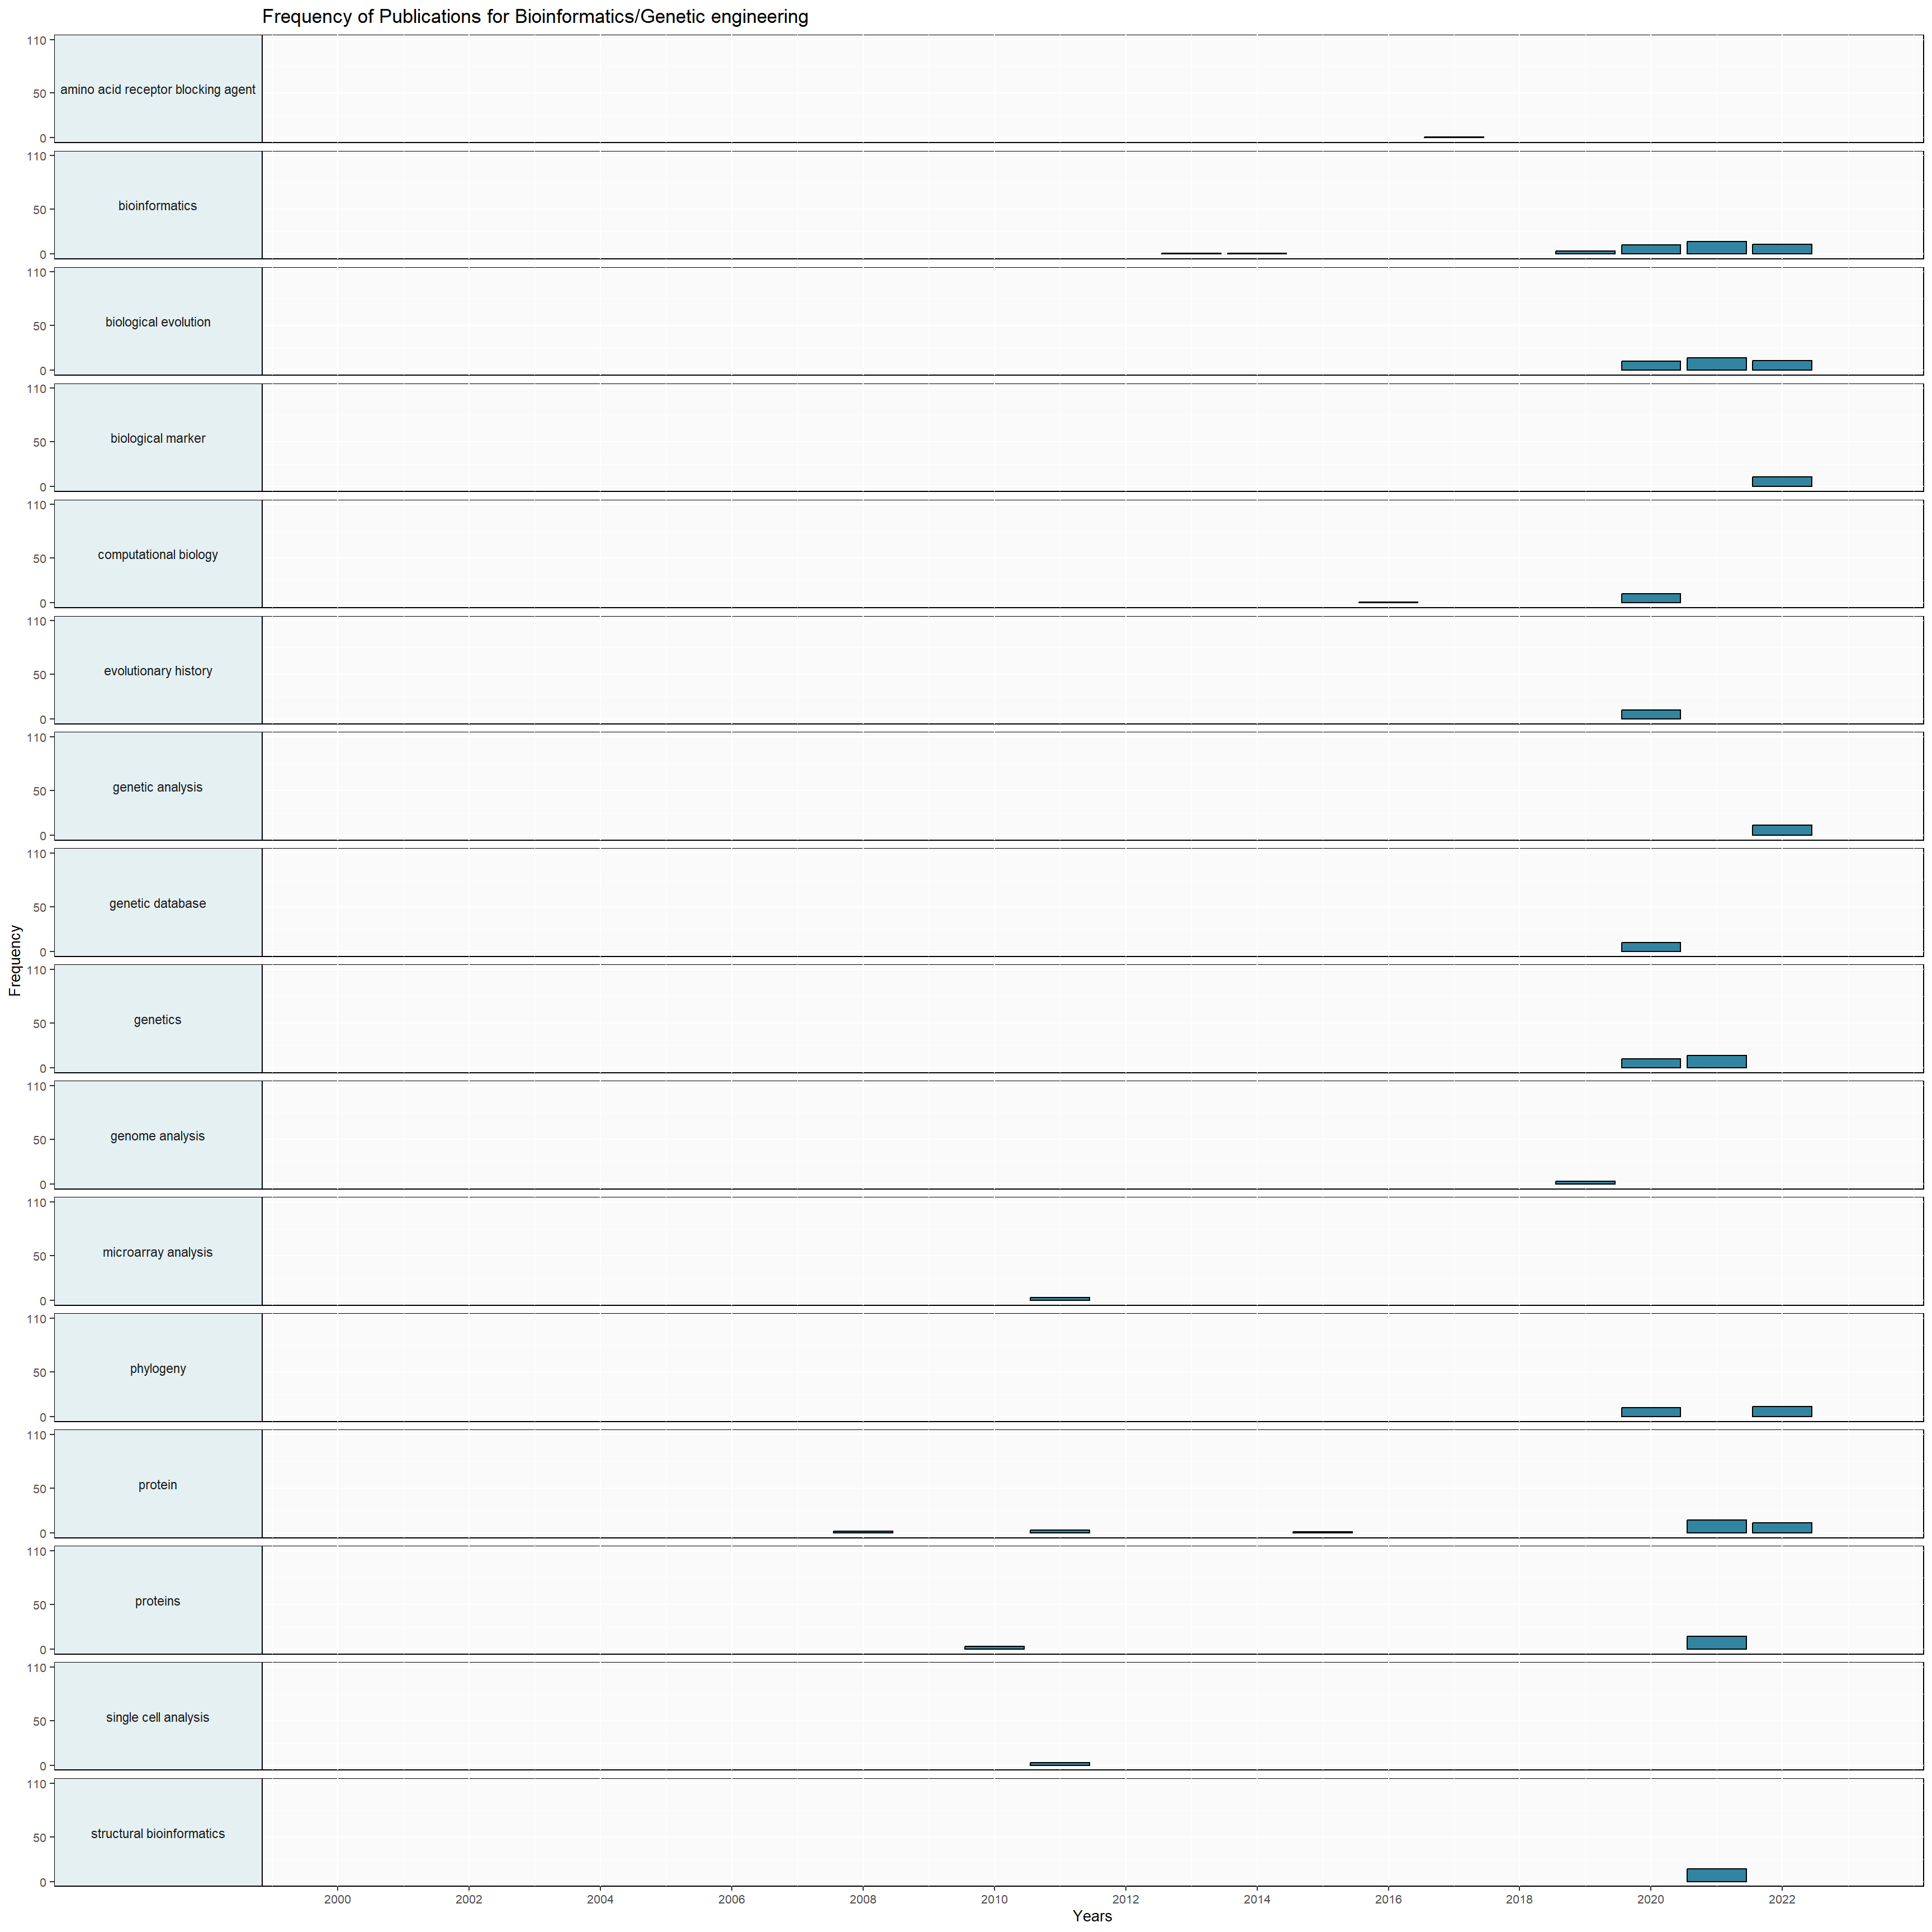 Frequency of Publications for Bioinformatics/Genetic engineering
110
50
0
amino acid receptor blocking agent
110
50
0
bioinformatics
110
50
0
biological evolution
110
50
0
biological marker
110
50
0
computational biology
110
50
0
evolutionary history
110
50
0
genetic analysis
110
50
0
genetic database
Frequency
110
50
0
genetics
110
50
0
genome analysis
110
50
0
microarray analysis
110
50
0
phylogeny
110
50
0
protein
110
50
0
proteins
110
50
0
single cell analysis
110
50
0
structural bioinformatics
2000 2002 2004 2006 2008 2010 2012 2014 2016 2018 2020 2022
Years